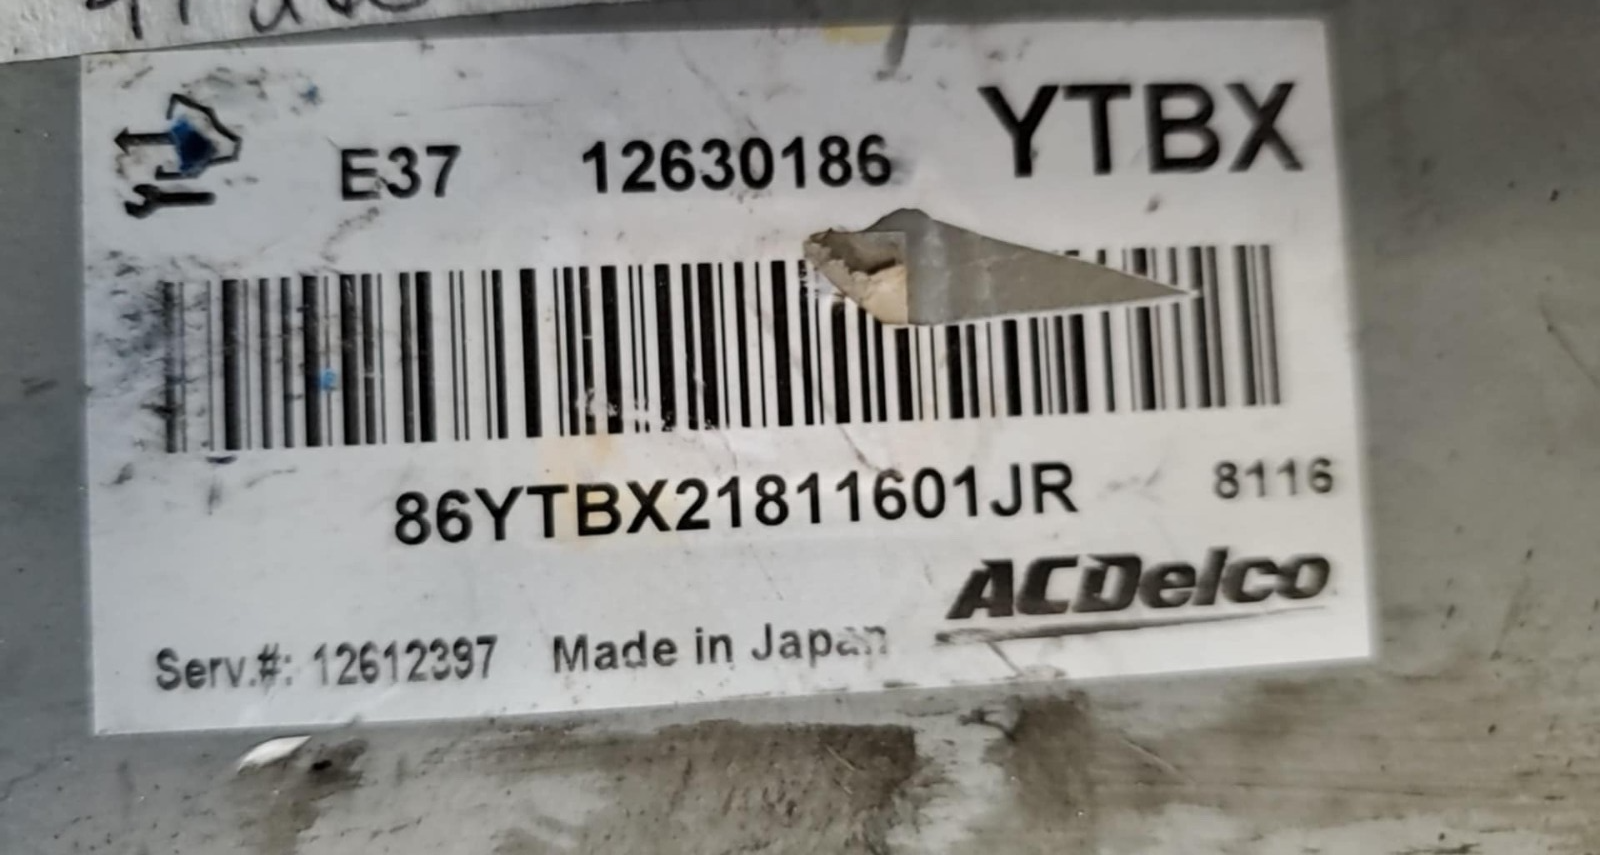 E37 12630186 YTBX
86YTBX21811601JR 8116
ACDelco
Serv.#: 12612397 Made in Japan